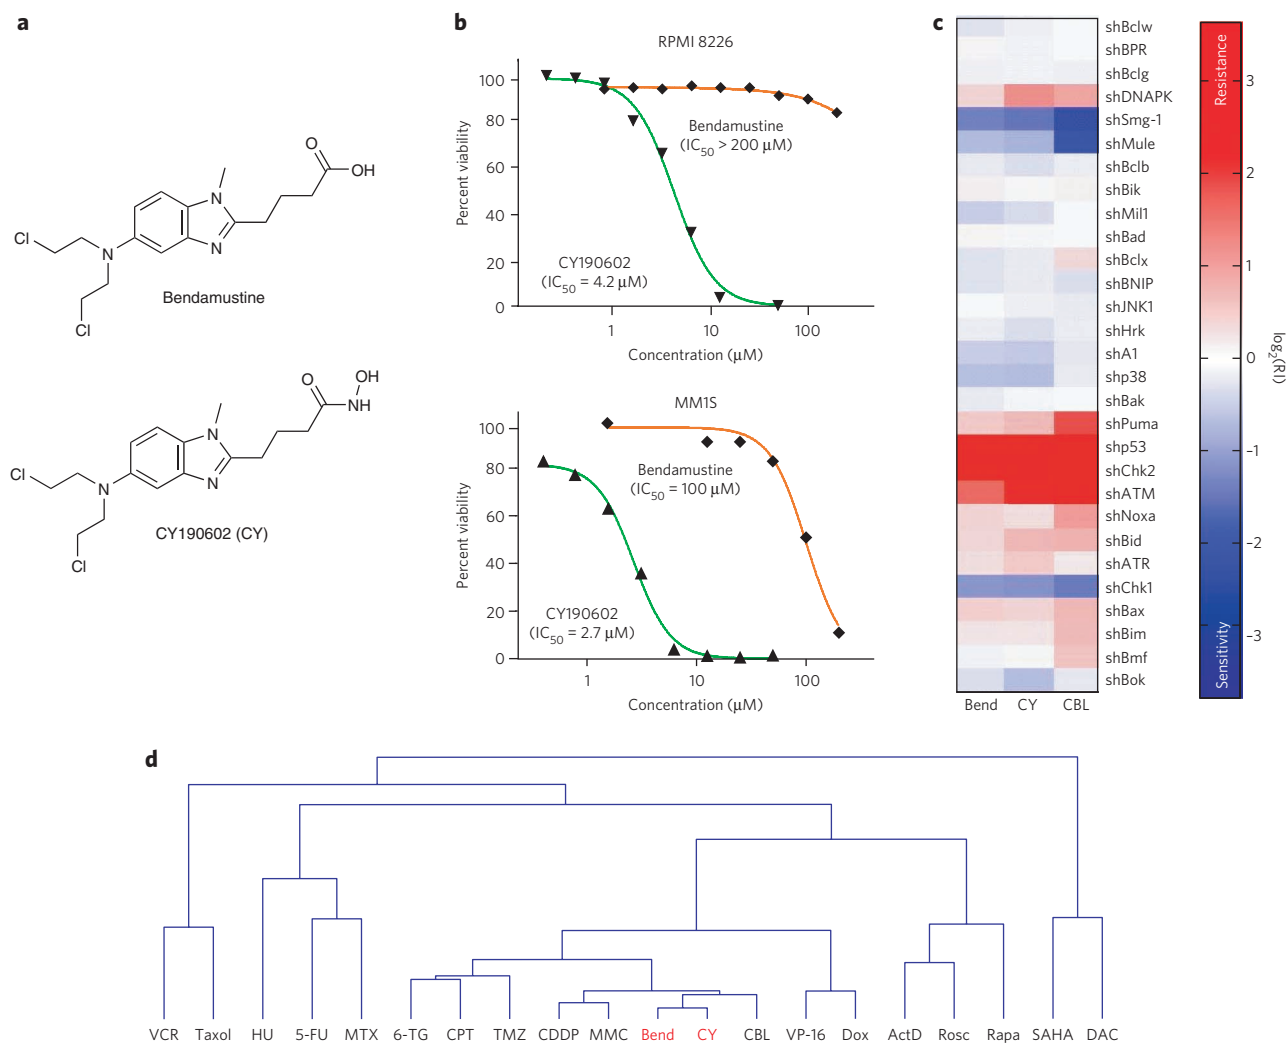 a
O
OH
N
N
N
Cl
Cl
Bendamustine
OH
O
NH
N
N
N
Cl
Cl
CY190602 (CY)
b
RPMI 8226
Percent viability
100
80
60
40
20
0
Bendamustine
(IC50 > 200 μM)
CY190602
(IC50 = 4.2 μM)
1 10 100
Concentration (μM)
MM1S
Percent viability
100
80
60
40
20
0
Bendamustine
(IC50 = 100 μM)
CY190602
(IC50 = 2.7 μM)
1 10 100
Concentration (μM)
c
shBclw
shBPR
shBclg
shDNAPK
shSmg-1
shMule
shBclb
shBik
shMil1
shBad
shBclx
shBNIP
shJNK1
shHrk
shA1
shp38
shBak
shPuma
shp53
shChk2
shATM
shNoxa
shBid
shATR
shChk1
shBax
shBim
shBmf
shBok
Bend CY CBL
Resistance
Sensitivity
3
2
1
0
-1
-2
-3
log2(RI)
d
VCR Taxol HU 5-FU MTX 6-TG CPT TMZ CDDP MMC Bend CY CBL VP-16 Dox ActD Rosc Rapa SAHA DAC